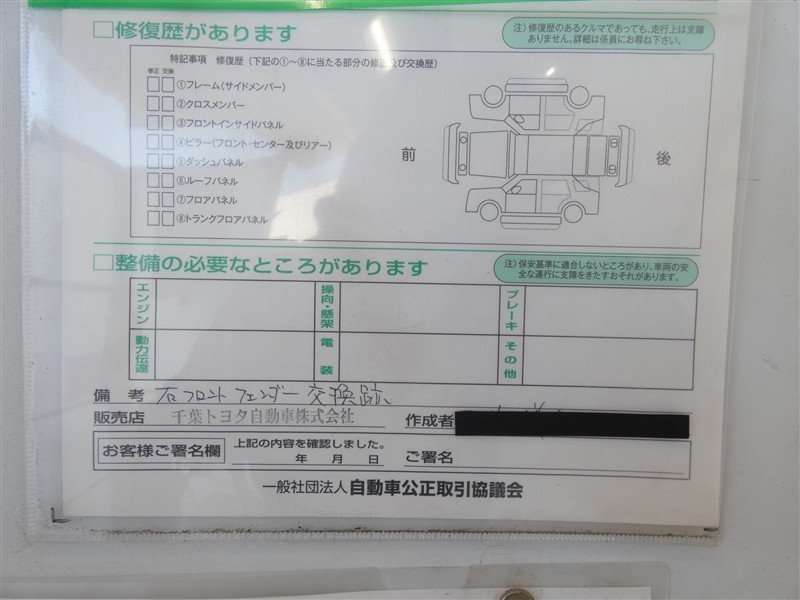 □修復歴があります
注）修復歴のあるクルマであっても、走行上は支障ありません。詳細は係員にお尋ね下さい。
特記事項 修復歴（下記の①〜⑧に当たる部分の修正及び交換歴）
修正 交換
□□①フレーム（サイドメンバー）
□□②クロスメンバー
□□③フロントインサイドパネル
□□④ピラー（フロント・センター及びリアー）
□□⑤ダッシュパネル
□□⑥ルーフパネル
□□⑦フロアパネル
□□⑧トランクフロアパネル
前
後
□整備の必要なところがあります
注）保安基準に適合しないところがあり、車両の安全な運行に支障をきたすおそれがあります。
エンジン 操向・懸架 ブレーキ
動力伝達 電装 その他
備考 右フロントフェンダー交換跡
販売店 千葉トヨタ自動車株式会社 作成者
お客様ご署名欄 上記の内容を確認しました。
年 月 日 ご署名
一般社団法人 自動車公正取引協議会